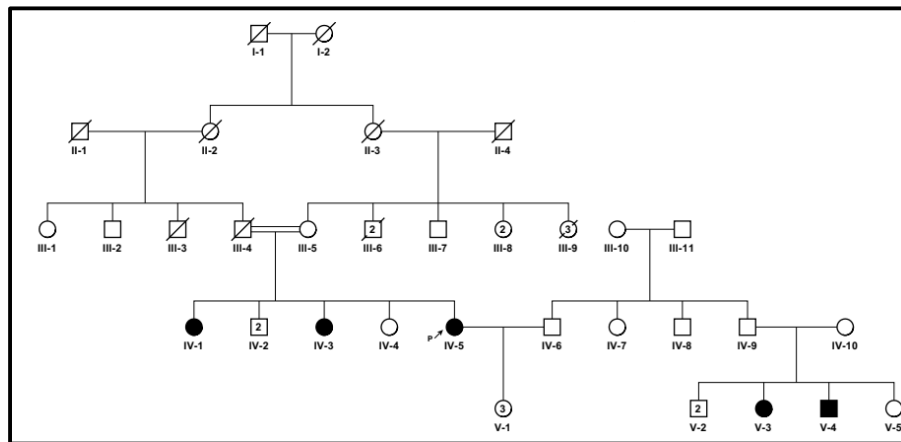 I-1 I-2
II-1 II-2 II-3 II-4
2 2 3
III-1 III-2 III-3 III-4 III-5 III-6 III-7 III-8 III-9 III-10 III-11
2
P IV-1 IV-2 IV-3 IV-4 IV-5 IV-6 IV-7 IV-8 IV-9 IV-10
3 2
V-1 V-2 V-3 V-4 V-5